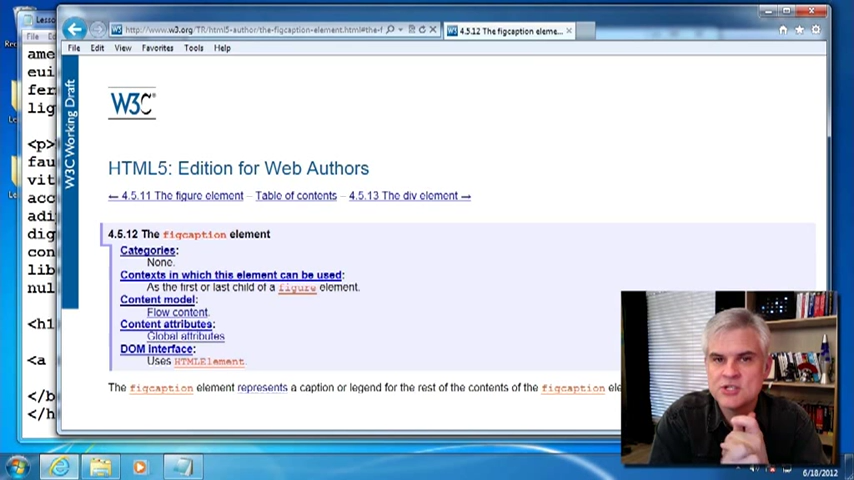 Lesso
http://www.w3.org/TR/html5-author/the-figcaption-element.html#the-f
4.5.12 The figcaption eleme...
File Edit View Favorites Tools Help
W3C Working Draft
W3C
HTML5: Edition for Web Authors
← 4.5.11 The figure element – Table of contents – 4.5.13 The div element →
4.5.12 The figcaption element
Categories:
None.
Contexts in which this element can be used:
As the first or last child of a figure element.
Content model:
Flow content.
Content attributes:
Global attributes
DOM interface:
Uses HTMLElement.
The figcaption element represents a caption or legend for the rest of the contents of the figcaption ele
File
ame
eui
fer
lig
<p>
fau
vit
acc
adi
dig
con
lib
nul
<h1
<a
</b
</h
6/18/2012